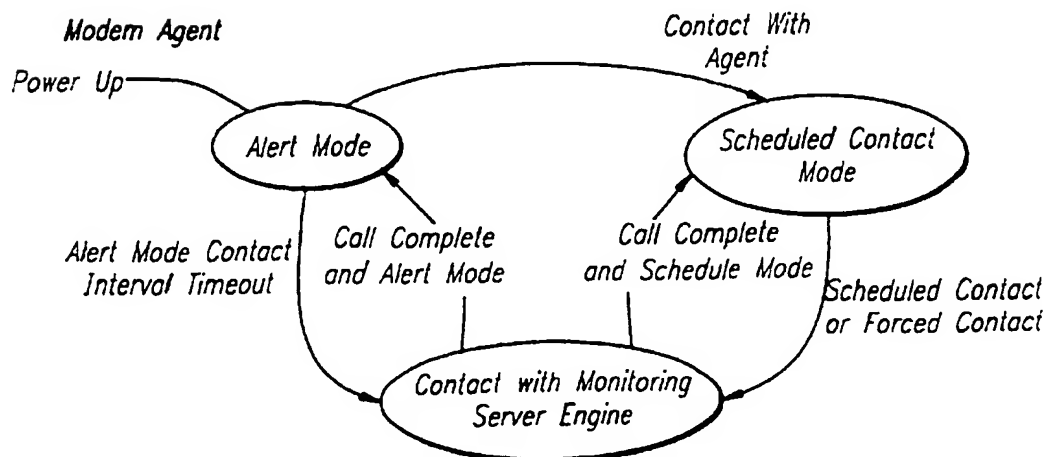 Modem Agent
Power Up
Contact With
Agent
Alert Mode
Scheduled Contact
Mode
Alert Mode Contact
Interval Timeout
Call Complete
and Alert Mode
Call Complete
and Schedule Mode
Scheduled Contact
or Forced Contact
Contact with Monitoring
Server Engine